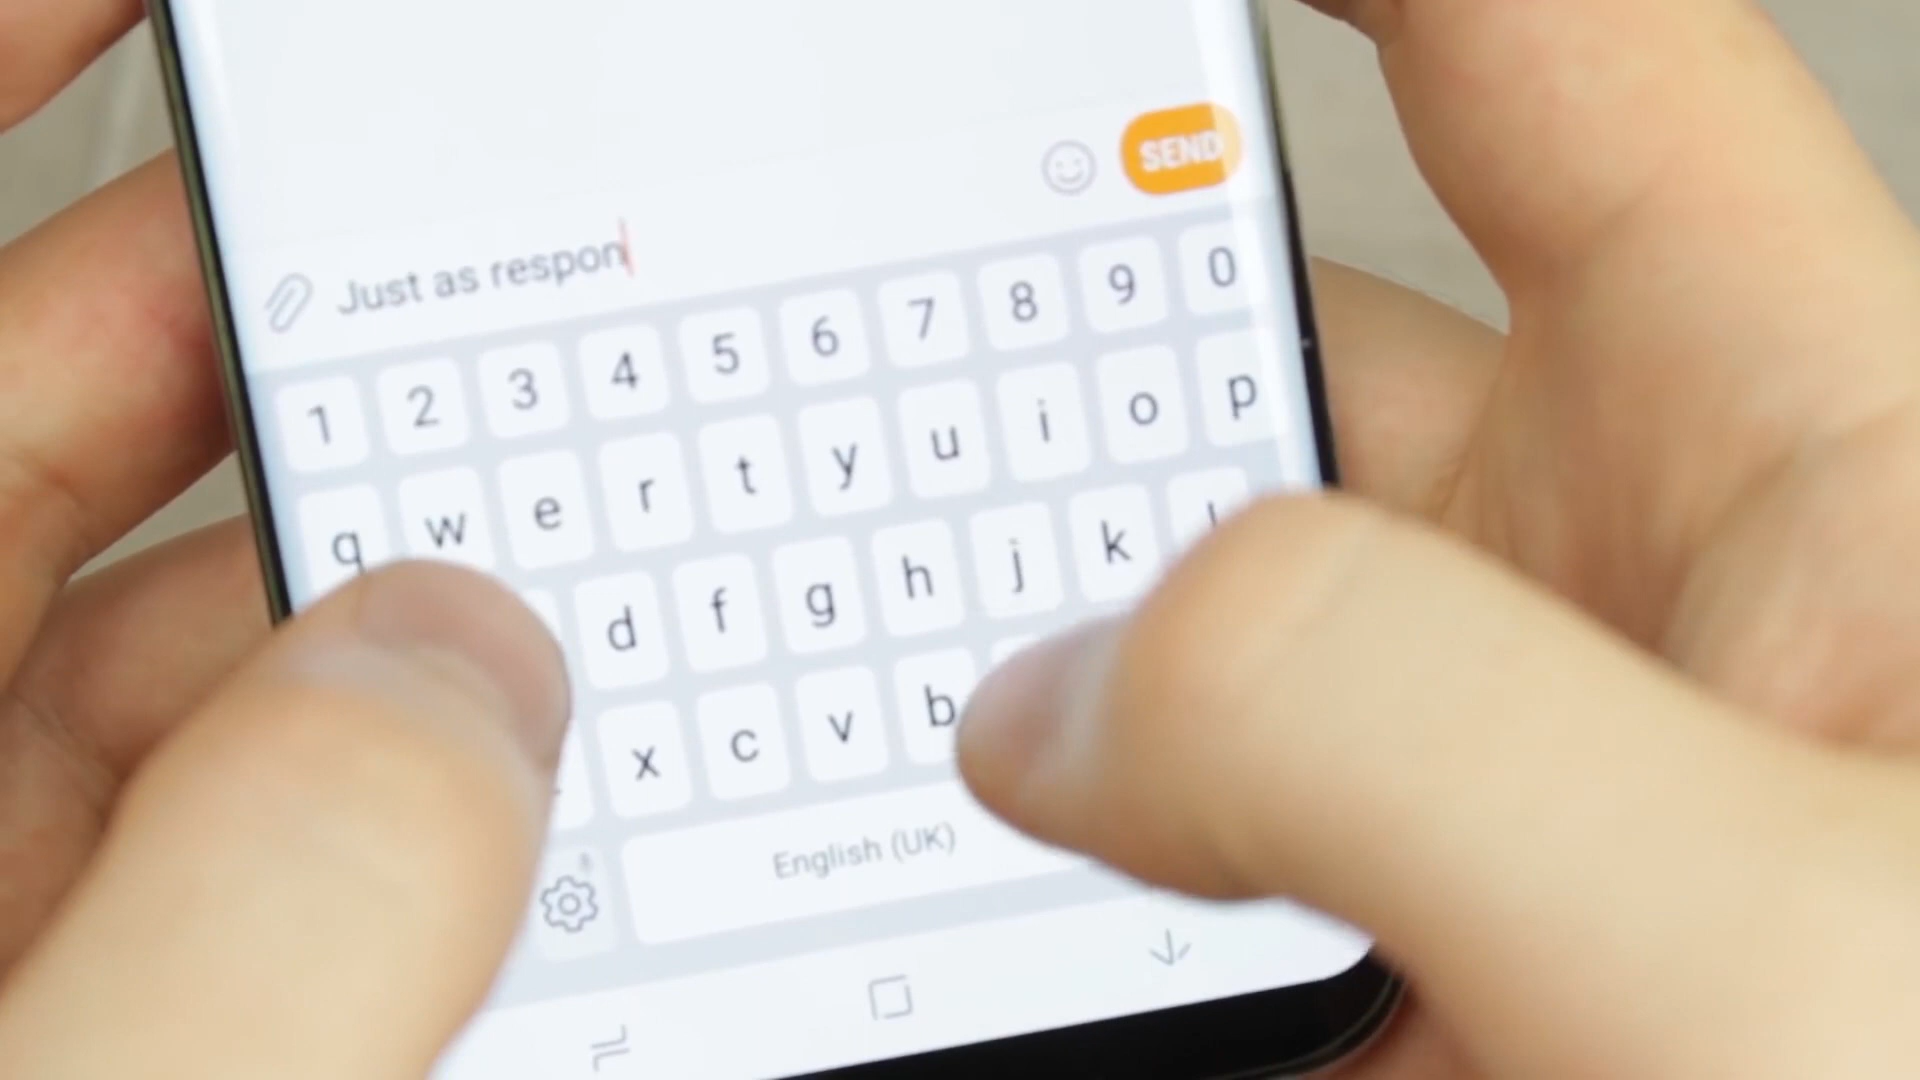 SEND
Just as respon
1 2 3 4 5 6 7 8 9 0
q w e r t y u i o p
d f g h j k
x c v b
English (UK)